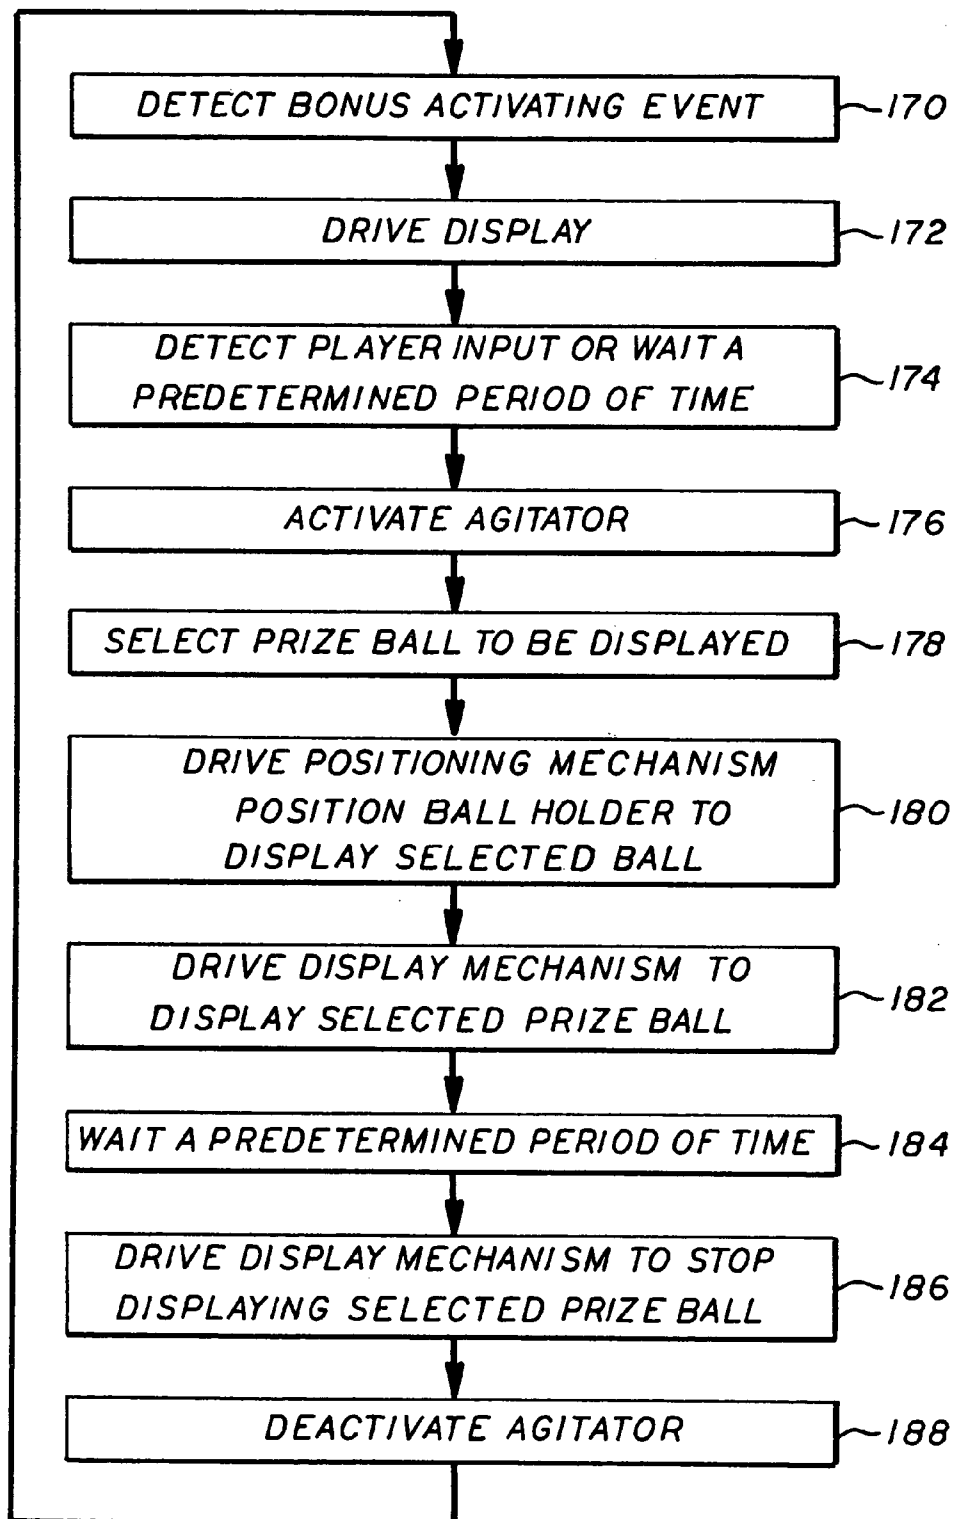 DETECT BONUS ACTIVATING EVENT
170
DRIVE DISPLAY
172
DETECT PLAYER INPUT OR WAIT A
PREDETERMINED PERIOD OF TIME
174
ACTIVATE AGITATOR
176
SELECT PRIZE BALL TO BE DISPLAYED
178
DRIVE POSITIONING MECHANISM
POSITION BALL HOLDER TO
DISPLAY SELECTED BALL
180
DRIVE DISPLAY MECHANISM TO
DISPLAY SELECTED PRIZE BALL
182
WAIT A PREDETERMINED PERIOD OF TIME
184
DRIVE DISPLAY MECHANISM TO STOP
DISPLAYING SELECTED PRIZE BALL
186
DEACTIVATE AGITATOR
188